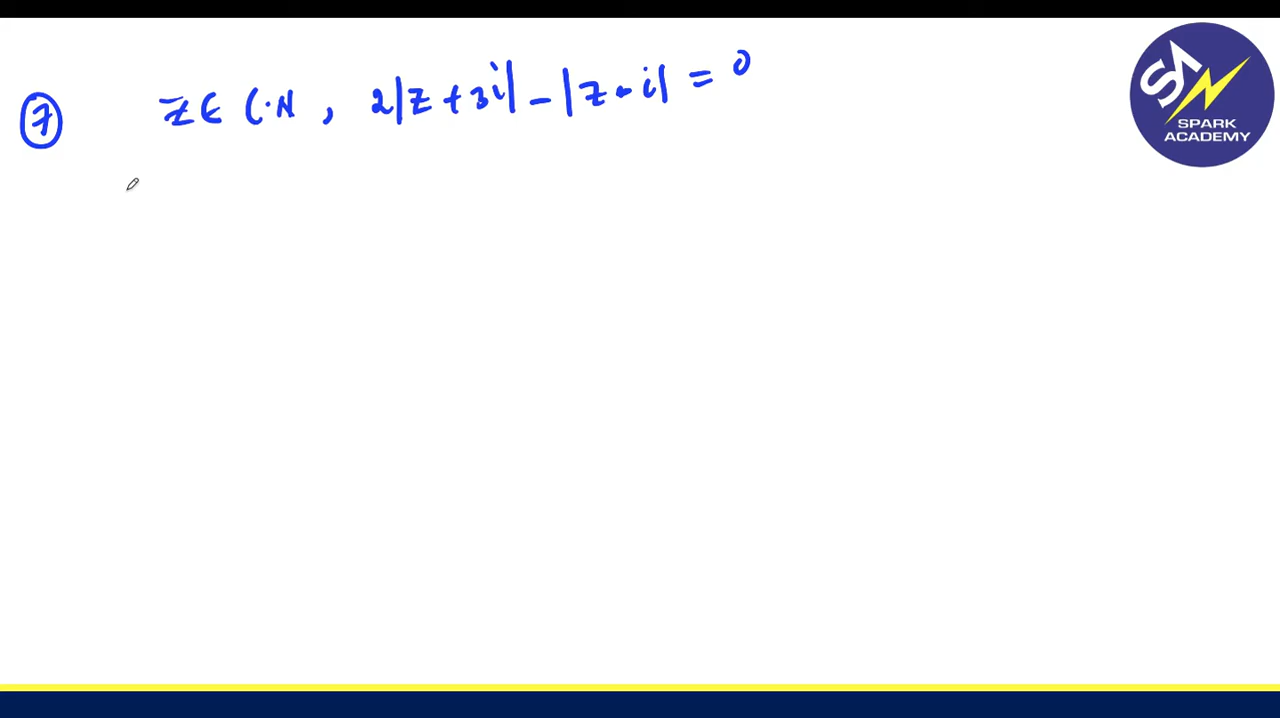 ⑦ z ∈ C·N , 2|z + 3i| – |z - i| = 0
SPARK
ACADEMY